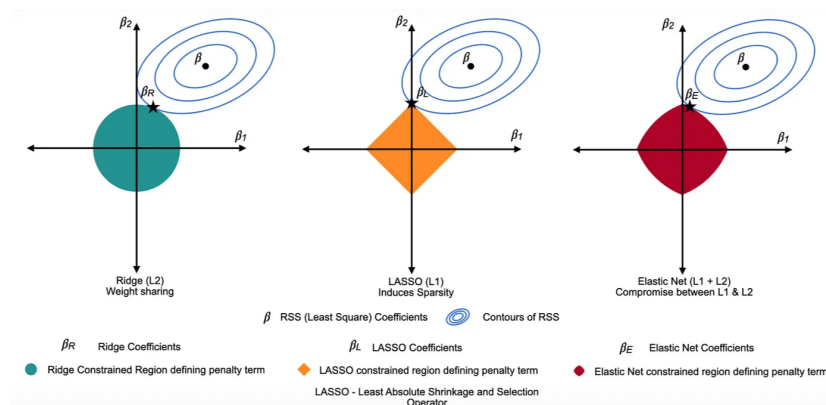 β2
β
βR
β1
Ridge (L2)
Weight sharing
β2
β
βL
β1
LASSO (L1)
Induces Sparsity
β2
β
βE
β1
Elastic Net (L1 + L2)
Compromise between L1 & L2
β RSS (Least Square) Coefficients
Contours of RSS
βR Ridge Coefficients
βL LASSO Coefficients
βE Elastic Net Coefficients
Ridge Constrained Region defining penalty term
LASSO constrained region defining penalty term
Elastic Net constrained region defining penalty term
LASSO - Least Absolute Shrinkage and Selection
Operator